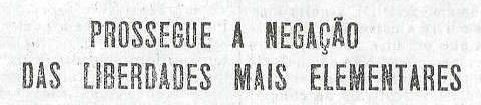 PROSSEGUE A NEGAÇÃO
DAS LIBERDADES MAIS ELEMENTARES